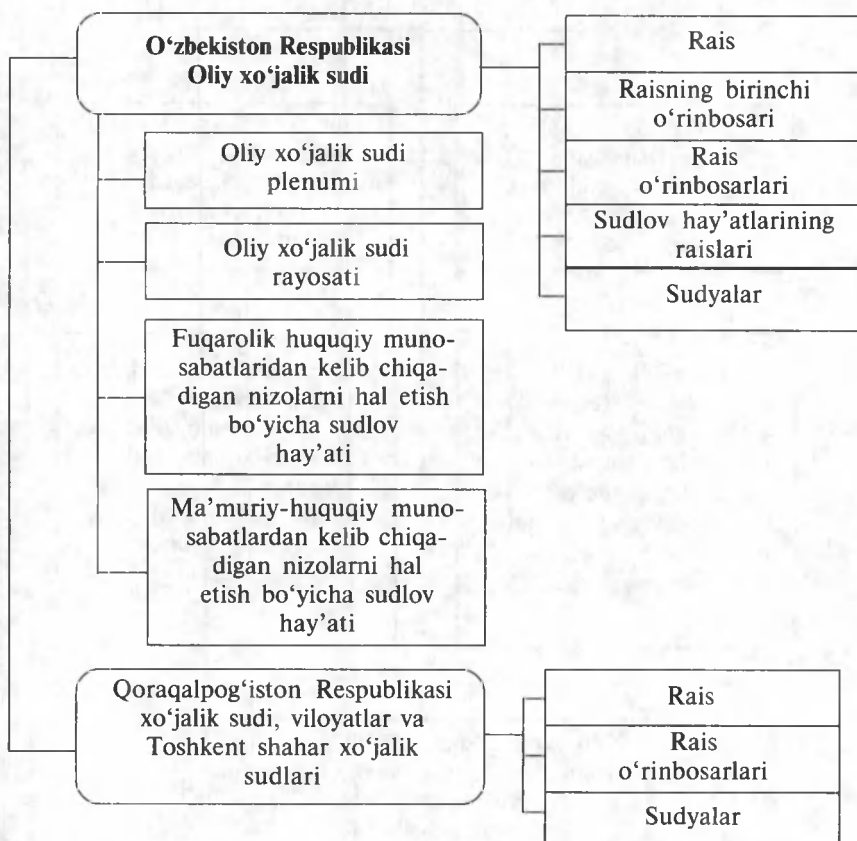 O‘zbekiston Respublikasi
Oliy xo‘jalik sudi
Rais
Raisning birinchi
o‘rinbosari
Rais
o‘rinbosarlari
Sudlov hay’atlarining
raislari
Sudyalar
Oliy xo‘jalik sudi
plenumi
Oliy xo‘jalik sudi
rayosati
Fuqarolik huquqiy muno-
sabatlaridan kelib chiqa-
digan nizolarni hal etish
bo‘yicha sudlov
hay’ati
Ma’muriy-huquqiy muno-
sabatlardan kelib chiqa-
digan nizolarni hal
etish bo‘yicha sudlov
hay’ati
Qoraqalpog‘iston Respublikasi
xo‘jalik sudi, viloyatlar va
Toshkent shahar xo‘jalik
sudlari
Rais
Rais
o‘rinbosarlari
Sudyalar